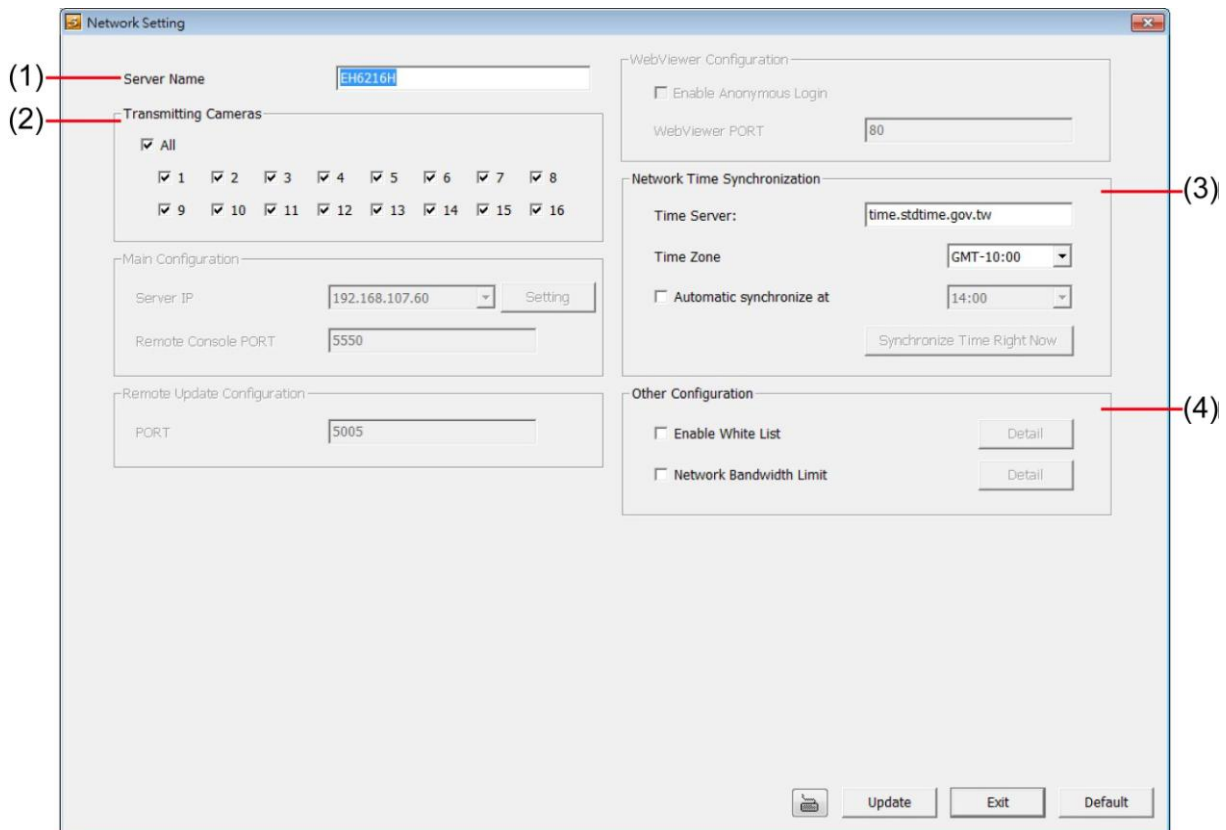 Network Setting
(1)
Server Name
EH6216H
(2)
Transmitting Cameras
All
1 2 3 4 5 6 7 8
9 10 11 12 13 14 15 16
Main Configuration
Server IP
192.168.107.60
Setting
Remote Console PORT
5550
Remote Update Configuration
PORT
5005
WebViewer Configuration
Enable Anonymous Login
WebViewer PORT
80
Network Time Synchronization
(3)
Time Server:
time.stdtime.gov.tw
Time Zone
GMT-10:00
Automatic synchronize at
14:00
Synchronize Time Right Now
Other Configuration
(4)
Enable White List
Detail
Network Bandwidth Limit
Detail
Update
Exit
Default